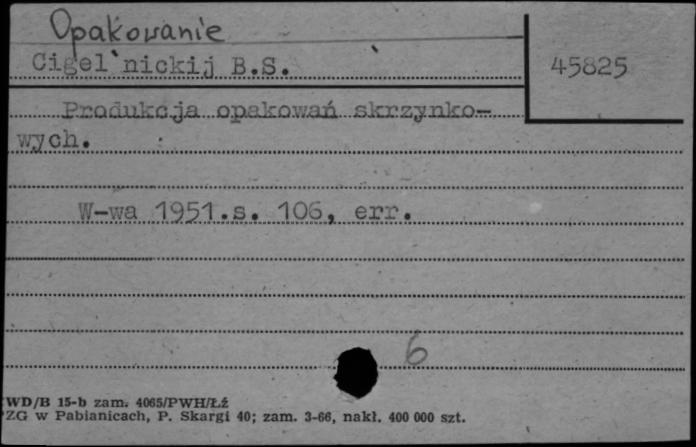 Opakowanie
Cigel'nickij B.S.
45825
Produkcja opakowań skrzynko-
wych.
W-wa 1951.s. 106, err.
6
WD/B 15-b zam. 4065/PWH/Łź
PZG w Pabianicach, P. Skargi 40; zam. 3-66, nakł. 400 000 szt.